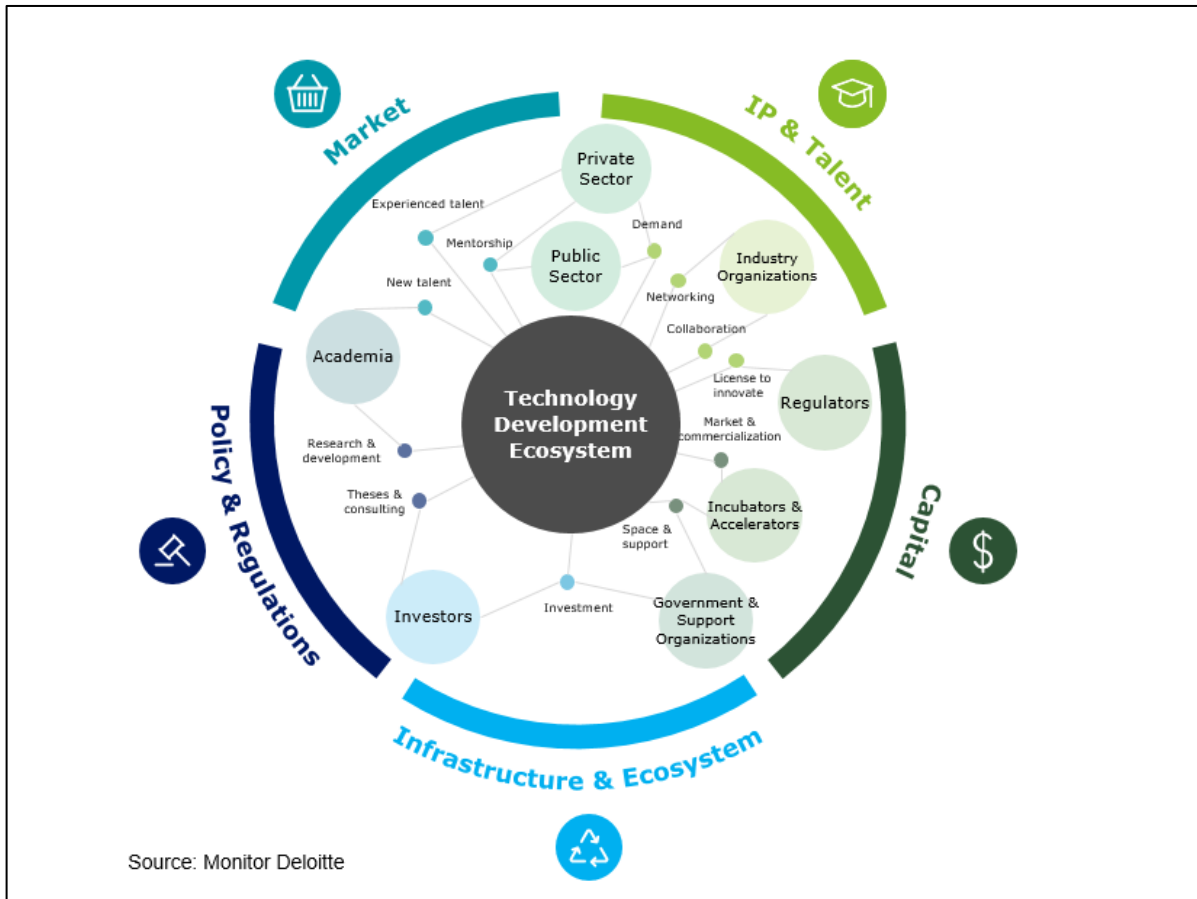 Market
IP & Talent
Private
Sector
Experienced talent
Demand
Mentorship
Public
Sector
Industry
Organizations
New talent
Networking
Collaboration
Academia
License to
innovate
Regulators
Technology
Development
Ecosystem
Market &
commercialization
Research &
development
Theses &
consulting
Incubators &
Accelerators
Space &
support
Policy & Regulations
Capital
$
Investors
Investment
Government &
Support
Organizations
Infrastructure & Ecosystem
Source: Monitor Deloitte